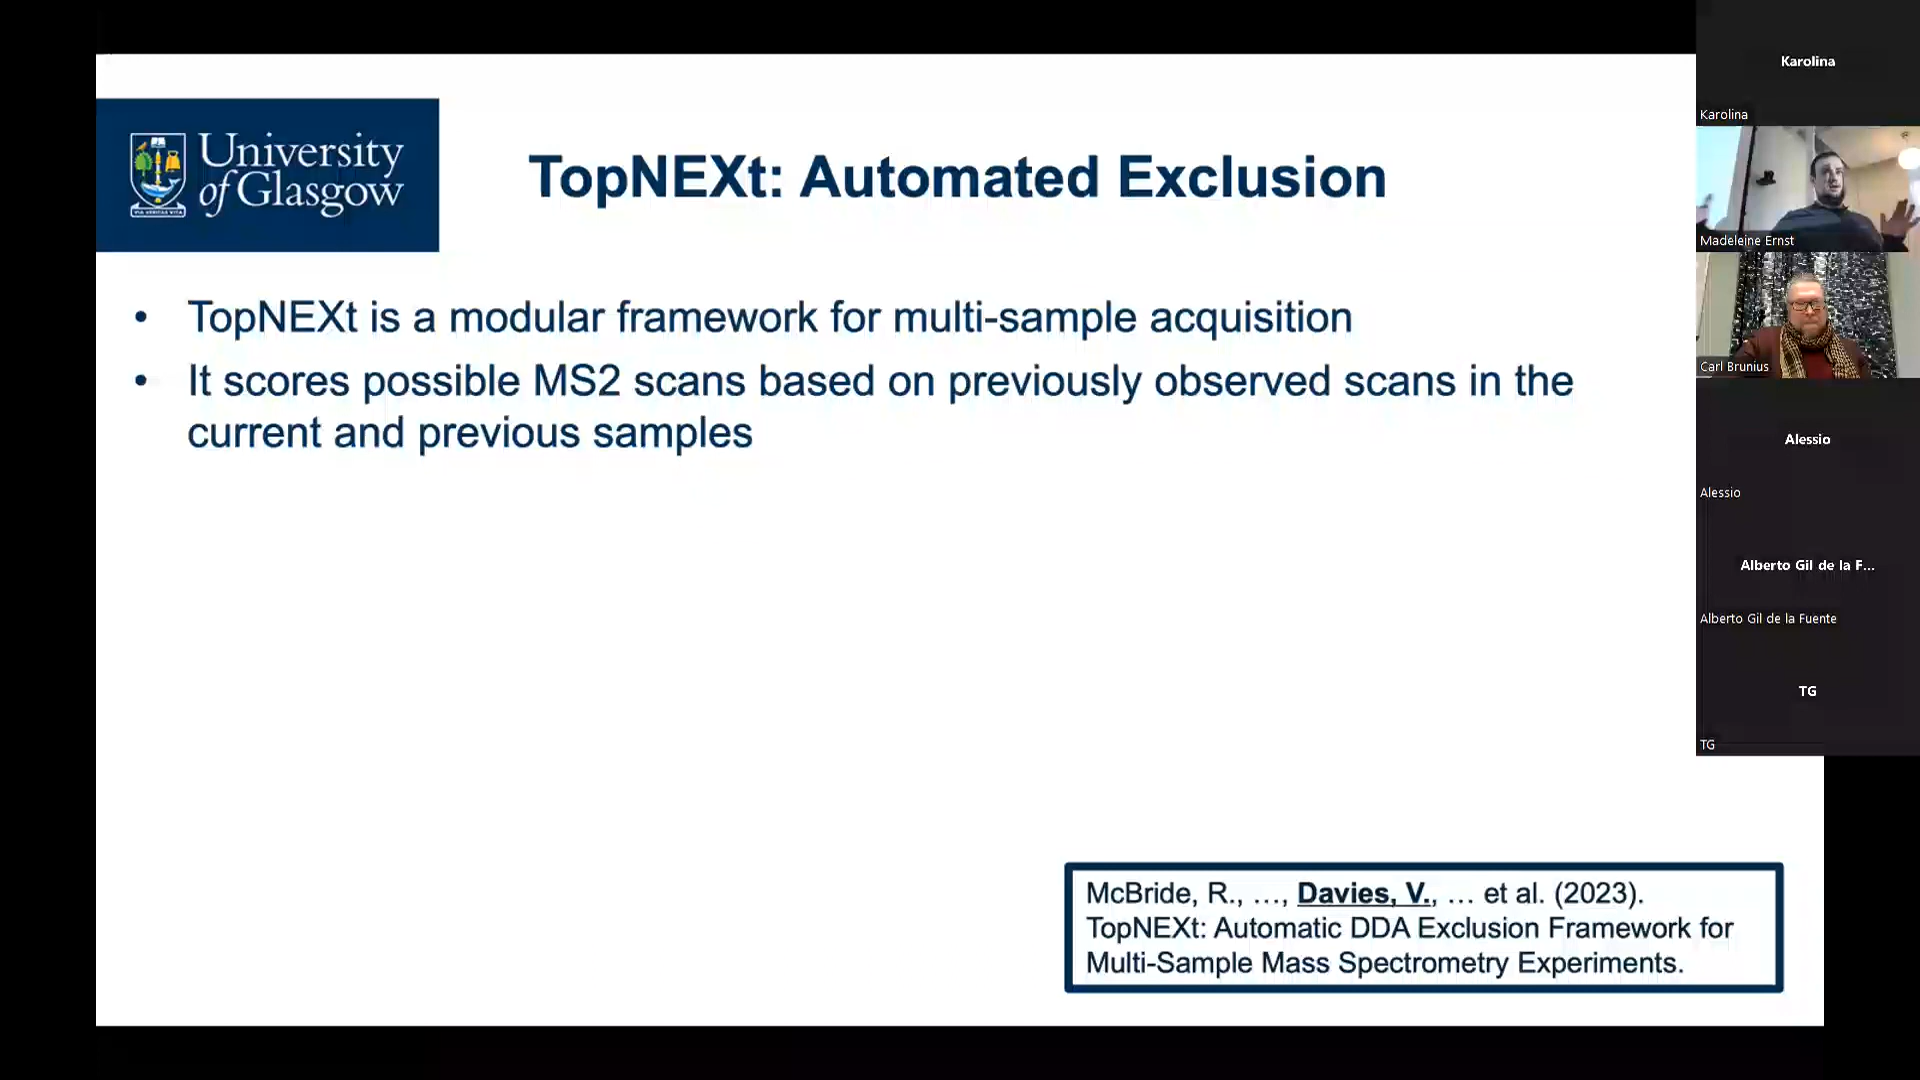 University
of Glasgow
VIA VERITAS VITA
TopNEXt: Automated Exclusion
• TopNEXt is a modular framework for multi-sample acquisition
• It scores possible MS2 scans based on previously observed scans in the
current and previous samples
McBride, R., …, Davies, V., … et al. (2023).
TopNEXt: Automatic DDA Exclusion Framework for
Multi-Sample Mass Spectrometry Experiments.
Karolina
Karolina
Madeleine Ernst
Carl Brunius
Alessio
Alessio
Alberto Gil de la F...
Alberto Gil de la Fuente
TG
TG